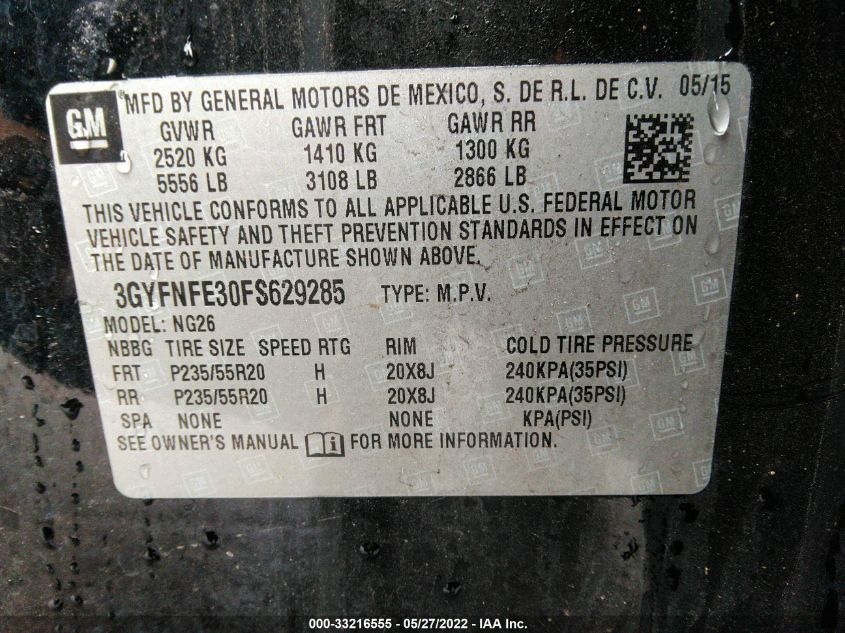 GM
® MFD BY GENERAL MOTORS DE MEXICO, S. DE R.L. DE C.V. 05/15
GVWR GAWR FRT GAWR RR
2520 KG 1410 KG 1300 KG
5556 LB 3108 LB 2866 LB
THIS VEHICLE CONFORMS TO ALL APPLICABLE U.S. FEDERAL MOTOR
VEHICLE SAFETY AND THEFT PREVENTION STANDARDS IN EFFECT ON
THE DATE OF MANUFACTURE SHOWN ABOVE.
3GYFNFE30FS629285 TYPE: M.P.V.
MODEL: NG26
NBBG TIRE SIZE SPEED RTG RIM COLD TIRE PRESSURE
FRT P235/55R20 H 20X8J 240KPA(35PSI)
RR P235/55R20 H 20X8J 240KPA(35PSI)
SPA NONE NONE KPA(PSI)
SEE OWNER'S MANUAL FOR MORE INFORMATION.
000-33216555 / 05/27/2022 - IAA Inc.